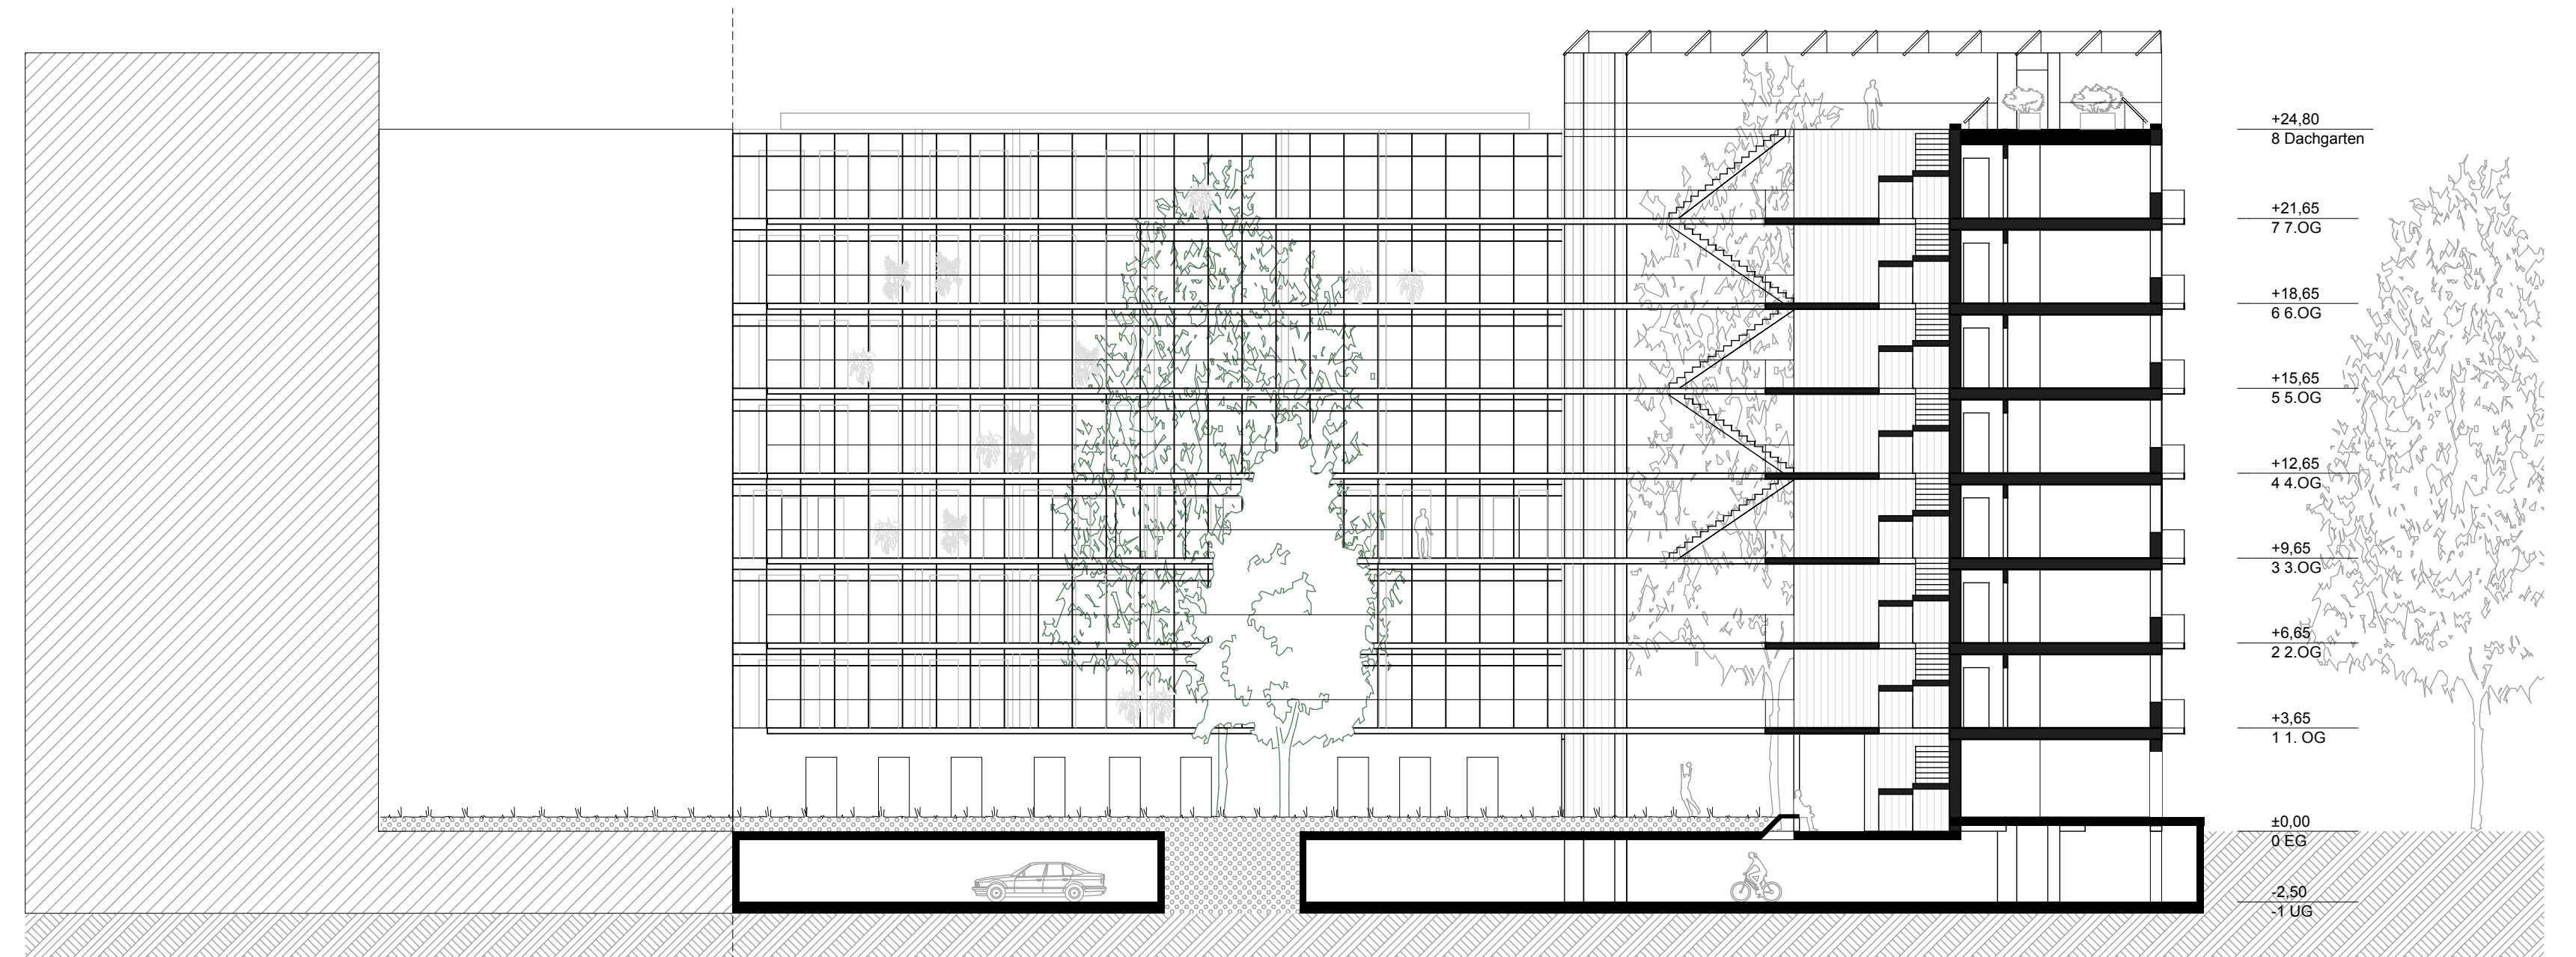 +24,80
8 Dachgarten
+21,65
7 7.OG
+18,65
6 6.OG
+15,65
5 5.OG
+12,65
4 4.OG
+9,65
3 3.OG
+6,65
2 2.OG
+3,65
1 1. OG
±0,00
0 EG
-2,50
-1 UG